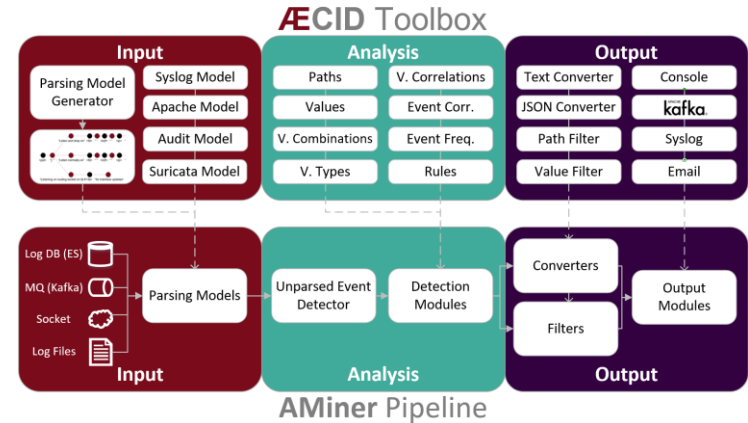 ÆCID Toolbox
Input
Parsing Model
Generator
Syslog Model
Apache Model
Audit Model
Suricata Model
Analysis
Paths
V. Correlations
Values
Event Corr.
V. Combinations
Event Freq.
V. Types
Rules
Output
Text Converter
Console
JSON Converter
kafka
Path Filter
Syslog
Value Filter
Email
Log DB (ES)
MQ (Kafka)
Socket
Log Files
Parsing Models
Input
Unparsed Event
Detector
Detection
Modules
Analysis
Converters
Filters
Output
Modules
Output
AMiner Pipeline